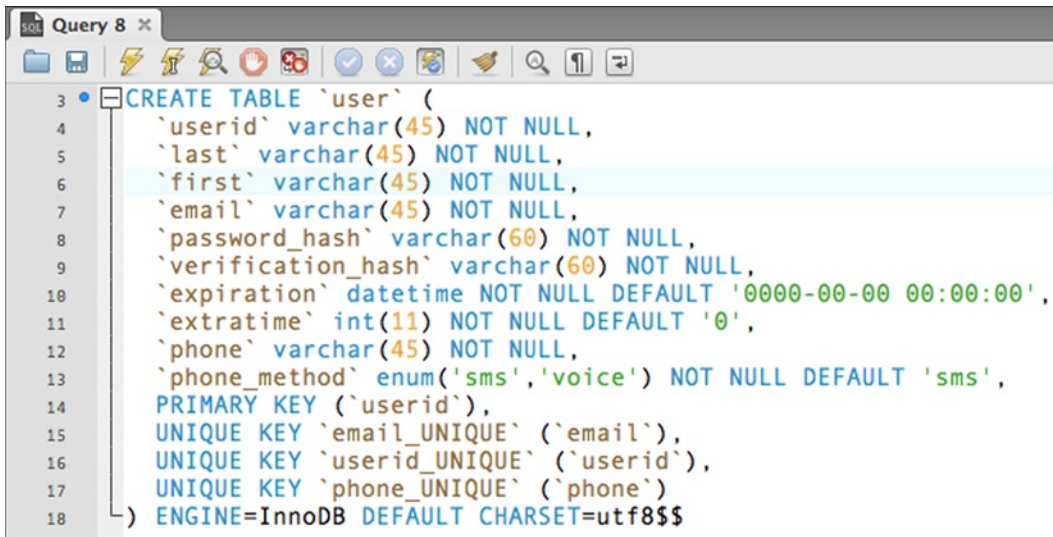 SQL Query 8 ×
3 CREATE TABLE `user` (
4 `userid` varchar(45) NOT NULL,
5 `last` varchar(45) NOT NULL,
6 `first` varchar(45) NOT NULL,
7 `email` varchar(45) NOT NULL,
8 `password_hash` varchar(60) NOT NULL,
9 `verification_hash` varchar(60) NOT NULL,
10 `expiration` datetime NOT NULL DEFAULT '0000-00-00 00:00:00',
11 `extratime` int(11) NOT NULL DEFAULT '0',
12 `phone` varchar(45) NOT NULL,
13 `phone_method` enum('sms','voice') NOT NULL DEFAULT 'sms',
14 PRIMARY KEY (`userid`),
15 UNIQUE KEY `email_UNIQUE` (`email`),
16 UNIQUE KEY `userid_UNIQUE` (`userid`),
17 UNIQUE KEY `phone_UNIQUE` (`phone`)
18 ) ENGINE=InnoDB DEFAULT CHARSET=utf8$$